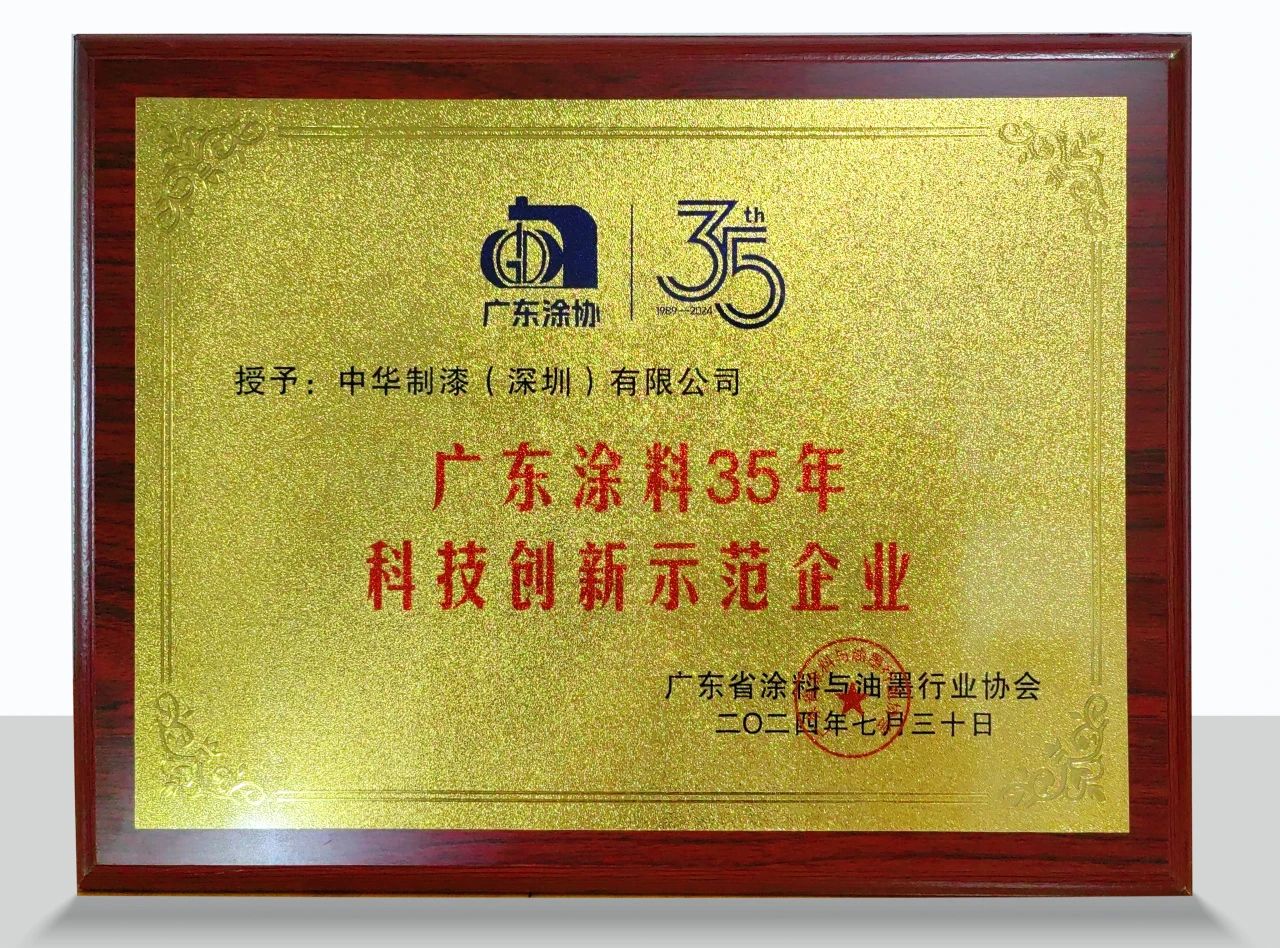 GDA
广东涂协
35th
1989—2024
授予：中华制漆（深圳）有限公司
广东涂料35年
科技创新示范企业
广东省涂料与油墨行业协会
二〇二四年七月三十日